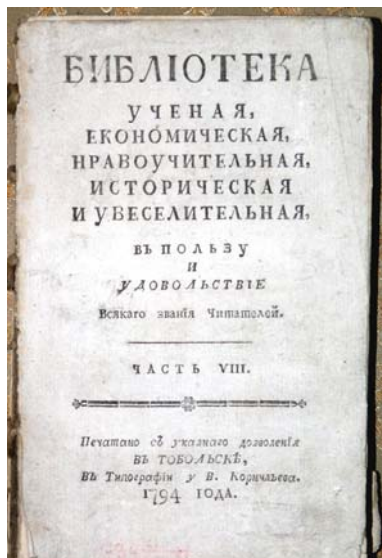 БИБЛІОТЕКА
УЧЕНАЯ,
ЕКОНОМИЧЕСКАЯ,
НРАВОУЧИТЕЛЬНАЯ,
ИСТОРИЧЕСКАЯ
И УВЕСЕЛИТЕЛЬНАЯ,
ВЪ ПОЛЬЗУ
И
УДОВОЛЬСТВІЕ
Всякаго званія Читателей.
ЧАСТЬ VIII.
Печатано съ указнаго дозволенія
ВЪ ТОБОЛЬСКѢ,
Въ Типографіи у В. Корнильева.
1794 ГОДА.